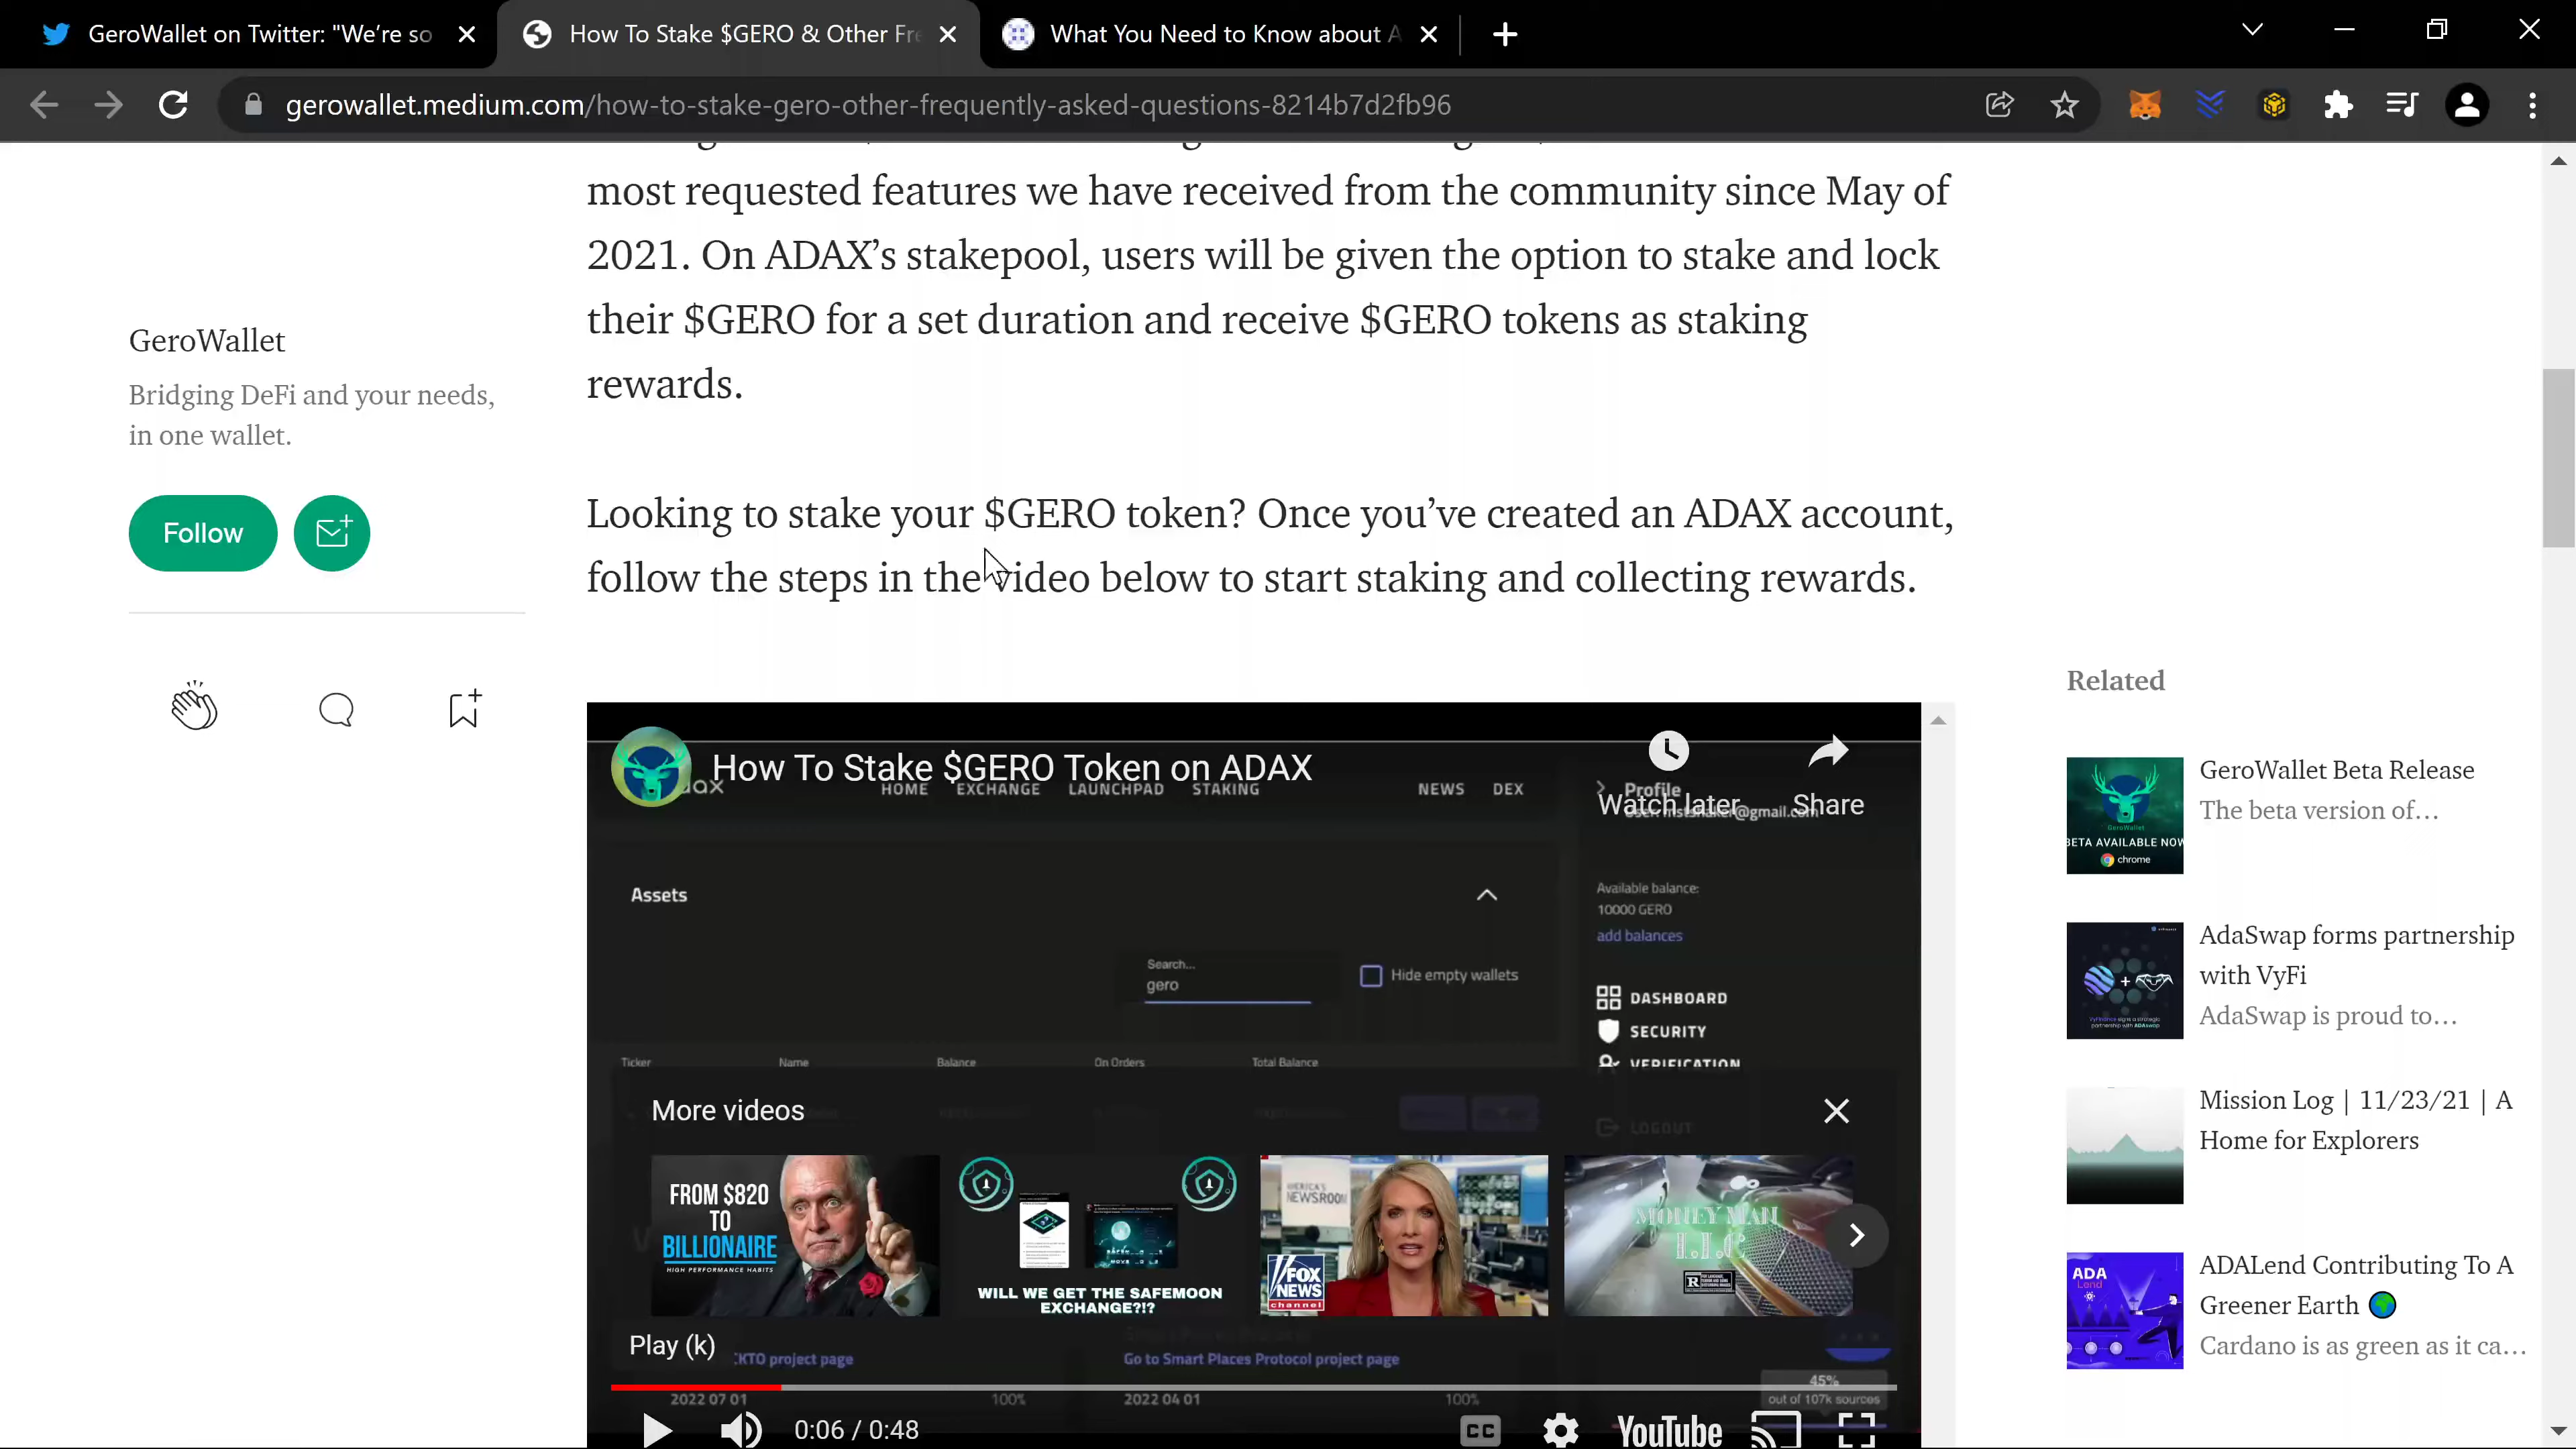 GeroWallet on Twitter: "We're so
How To Stake $GERO & Other Fre
What You Need to Know about A
gerowallet.medium.com/how-to-stake-gero-other-frequently-asked-questions-8214b7d2fb96
most requested features we have received from the community since May of
2021. On ADAX's stakepool, users will be given the option to stake and lock
their $GERO for a set duration and receive $GERO tokens as staking
rewards.
Looking to stake your $GERO token? Once you've created an ADAX account,
follow the steps in the video below to start staking and collecting rewards.
GeroWallet
Bridging DeFi and your needs,
in one wallet.
Follow
How To Stake $GERO Token on ADAX
Watch later
Share
HOME EXCHANGE LAUNCHPAD STAKING NEWS DEX
Profile
User: mstshaker@gmail.com
Assets
Available balance:
10000 GERO
add balances
Search...
gero
Hide empty wallets
DASHBOARD
SECURITY
VERIFICATION
LOGOUT
Ticker Name Balance On Orders Total Balance
More videos
FROM $820
TO
BILLIONAIRE
HIGH PERFORMANCE HABITS
WILL WE GET THE SAFEMOON
EXCHANGE?!?
AMERICA'S
NEWSROOM
FOX
NEWS
channel
MONEY MAN
L.L.C
Play (k)
KTO project page
Go to Smart Places Protocol project page
2022 07 01 100% 2022 04 01 100%
45%
out of 107k sources
0:06 / 0:48
CC
YouTube
Related
GeroWallet Beta Release
The beta version of...
GeroWallet
BETA AVAILABLE NOW
chrome
AdaSwap forms partnership
with VyFi
AdaSwap is proud to...
Mission Log | 11/23/21 | A
Home for Explorers
ADALend Contributing To A
Greener Earth
Cardano is as green as it ca...
ADA
Lend